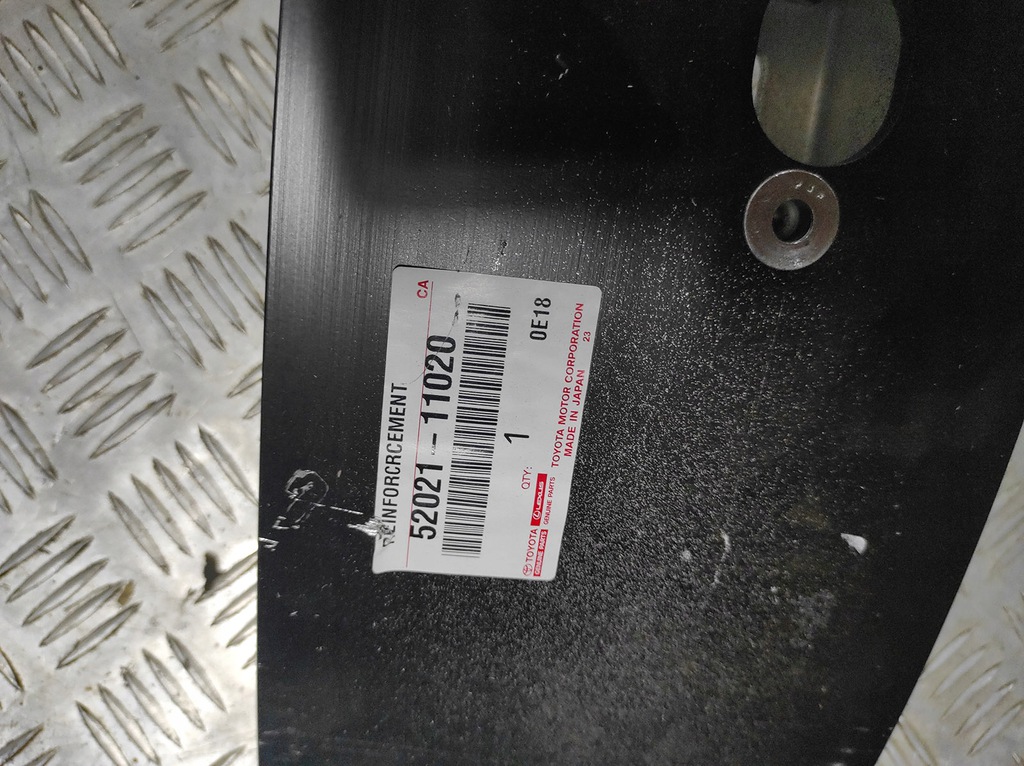 EINFORCRCEMENT CA
52021-11020
QTY: 1 0E18
TOYOTA GENUINE PARTS LEXUS GENUINE PARTS
TOYOTA MOTOR CORPORATION
MADE IN JAPAN 23